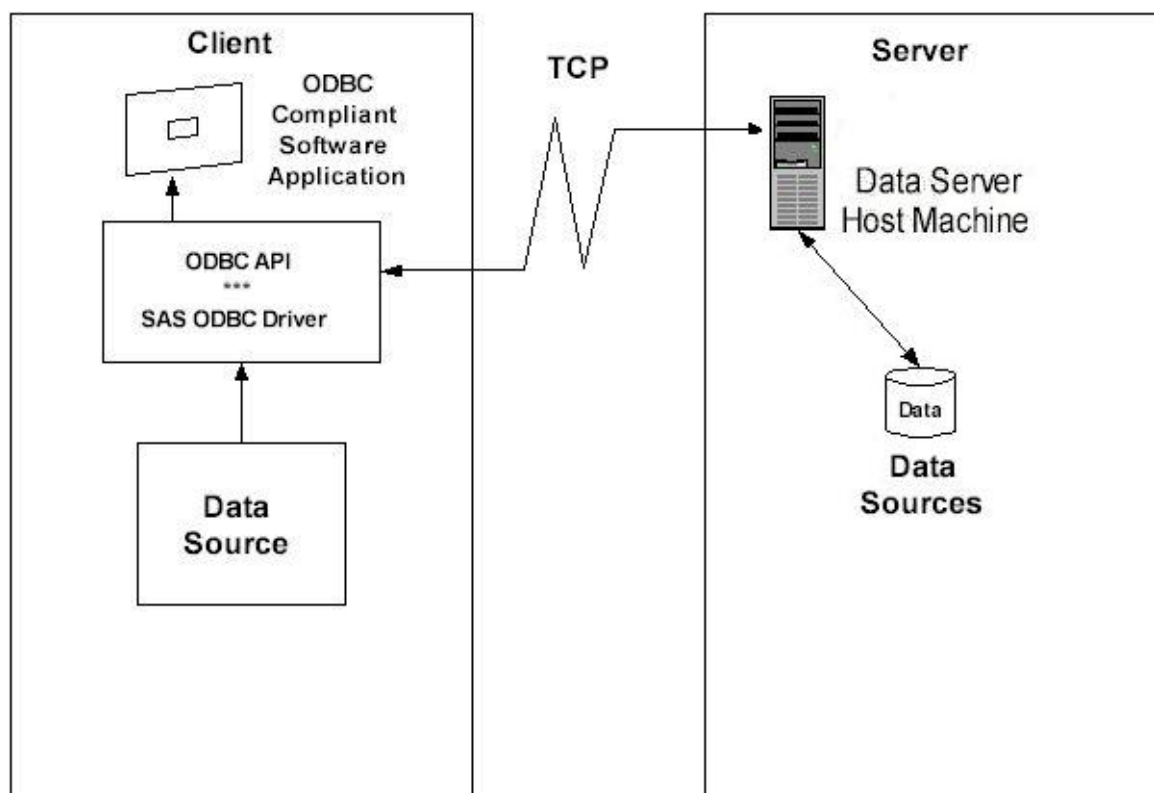 Client
ODBC
Compliant
Software
Application
ODBC API
***
SAS ODBC Driver
Data
Source
TCP
Server
Data Server
Host Machine
Data
Data
Sources